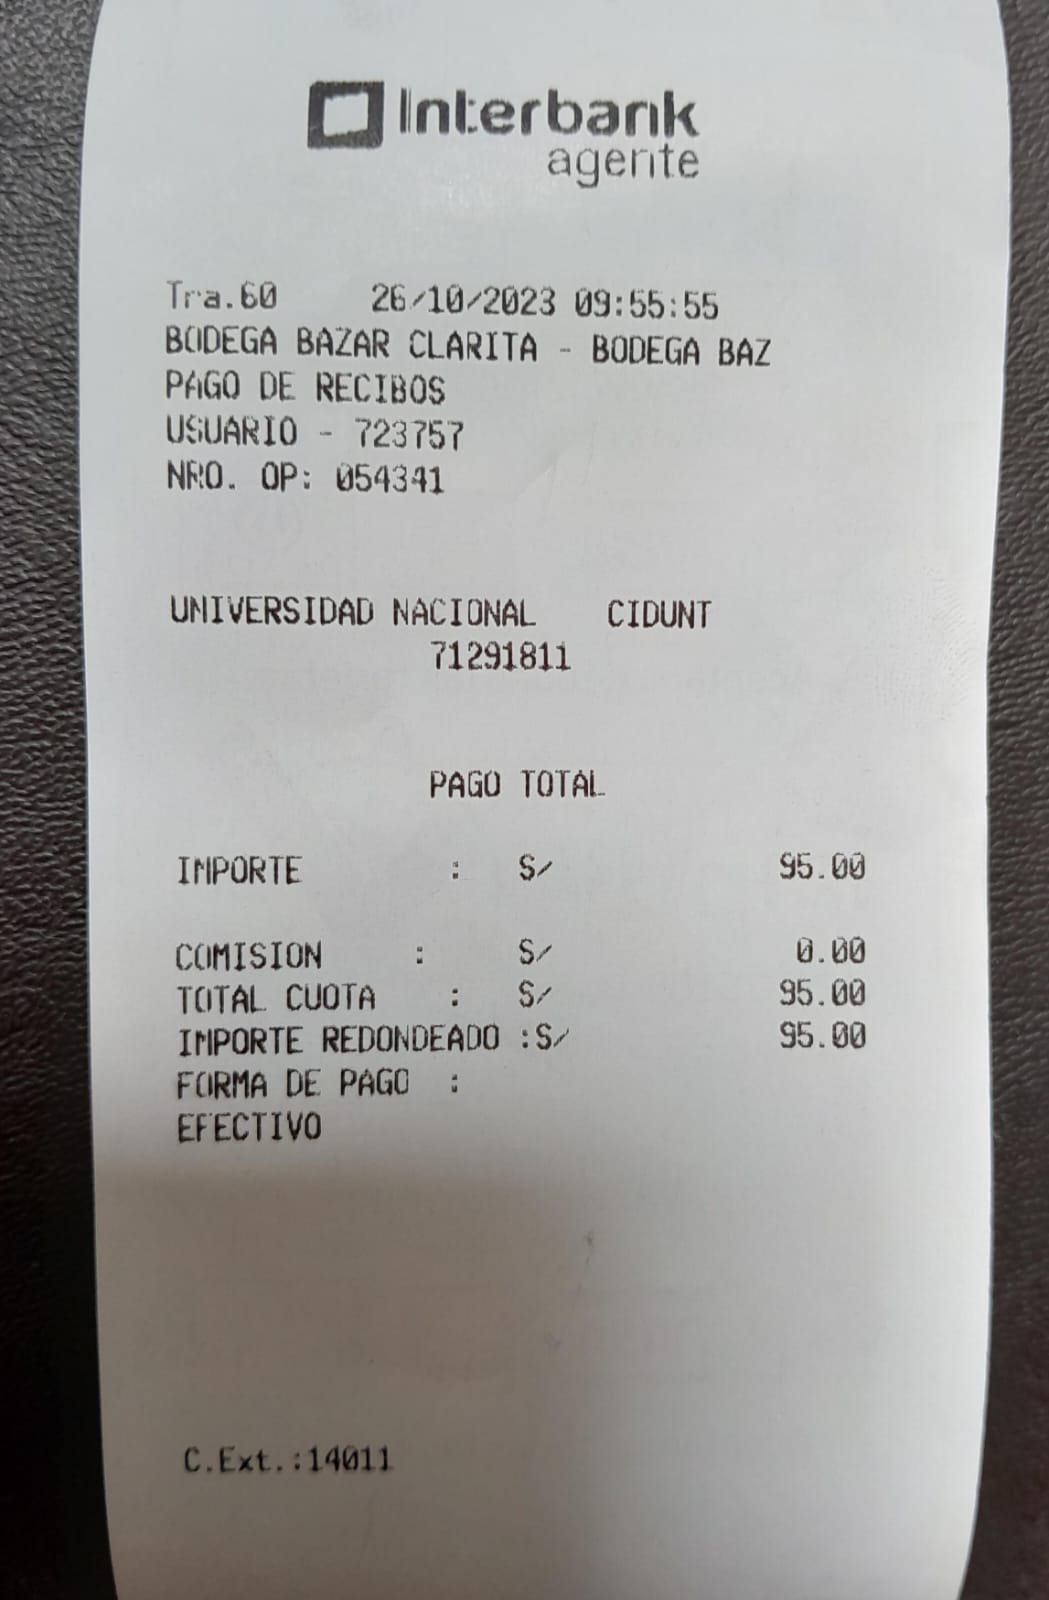 Interbank
agente
Tra.60 26/10/2023 09:55:55
BODEGA BAZAR CLARITA - BODEGA BAZ
PAGO DE RECIBOS
USUARIO - 723757
NRO. OP: 054341
UNIVERSIDAD NACIONAL CIDUNT
71291811
PAGO TOTAL
IMPORTE : S/ 95.00
COMISION : S/ 0.00
TOTAL CUOTA : S/ 95.00
IMPORTE REDONDEADO :S/ 95.00
FORMA DE PAGO :
EFECTIVO
C.Ext.:14011